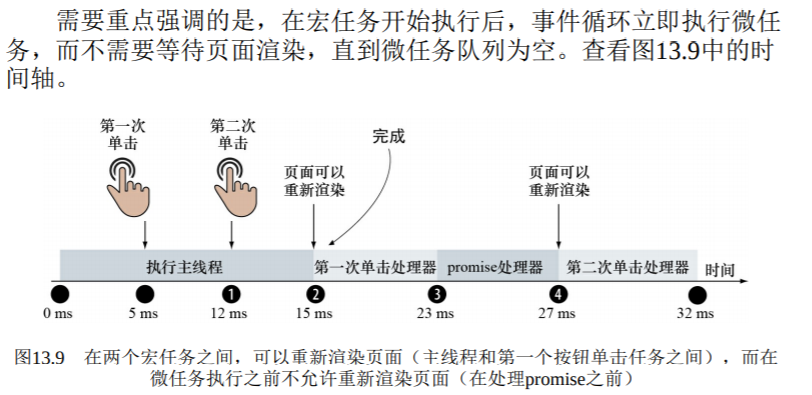 需要重点强调的是，在宏任务开始执行后，事件循环立即执行微任
务，而不需要等待页面渲染，直到微任务队列为空。查看图13.9中的时
间轴。
第一次
单击
第二次
单击
完成
页面可以
重新渲染
页面可以
重新渲染
执行主线程
第一次单击处理器
promise处理器
第二次单击处理器
时间
1
2
3
4
0 ms
5 ms
12 ms
15 ms
23 ms
27 ms
32 ms
图13.9 在两个宏任务之间，可以重新渲染页面（主线程和第一个按钮单击任务之间），而在
微任务执行之前不允许重新渲染页面（在处理promise之前）